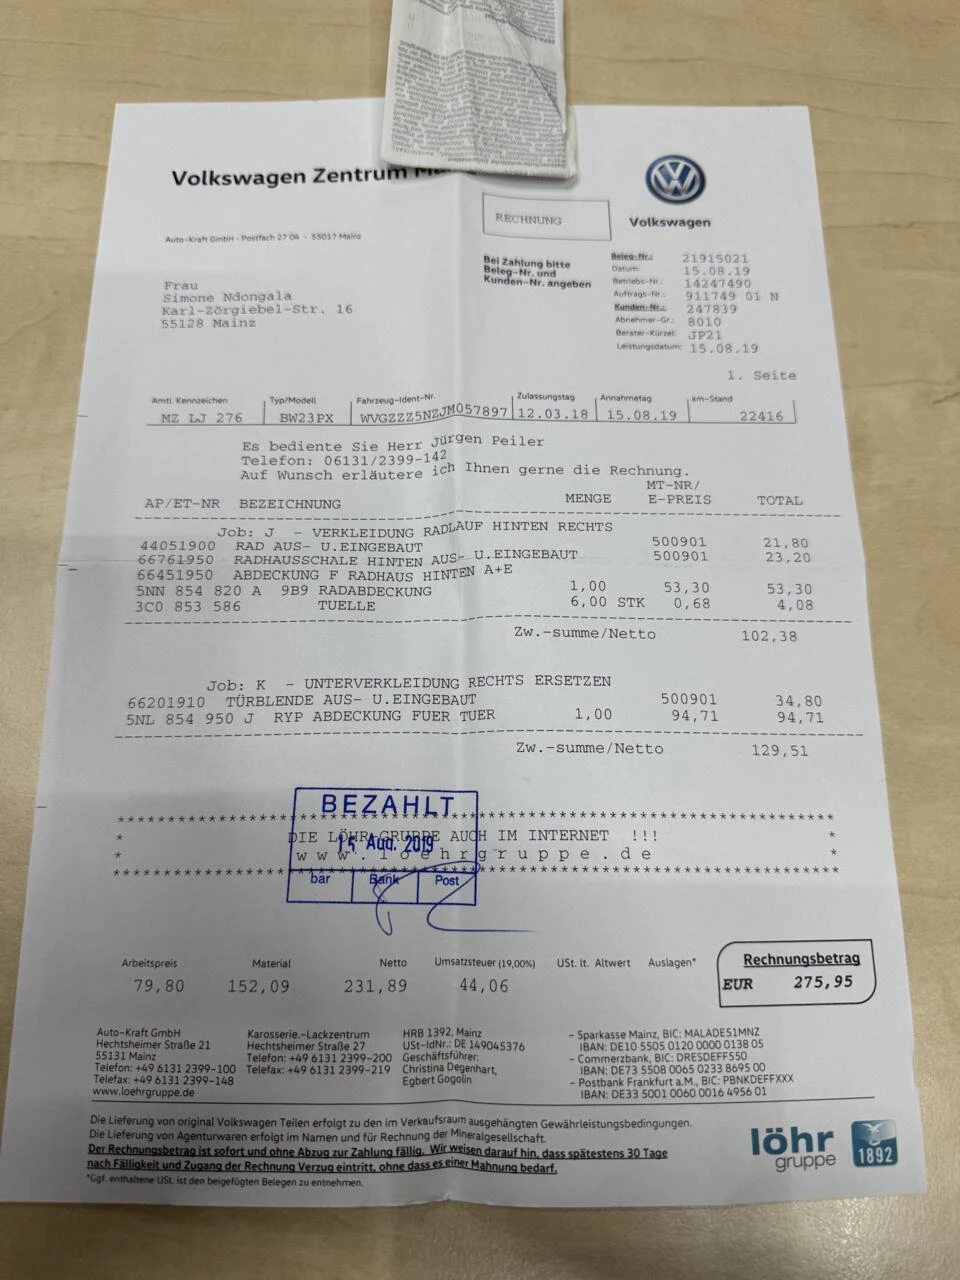 Volkswagen Zentrum
RECHNUNG
Volkswagen
Auto-Kraft GmbH · Postfach 27 04 · 55017 Mainz
Bei Zahlung bitte
Beleg-Nr. und
Kunden-Nr. angeben
Beleg-Nr.: 21915021
Datum: 15.08.19
Betriebs-Nr.: 14247490
Auftrags-Nr.: 911749 01 N
Kunden-Nr.: 247839
Abnehmer-Gr.: 8010
Berater-Kürzel: JP21
Leistungsdatum: 15.08.19
Frau
Simone Ndongala
Karl-Zörgiebel-Str. 16
55128 Mainz
1. Seite
Amtl. Kennzeichen Typ/Modell Fahrzeug-Ident-Nr. Zulassungstag Annahmetag km-Stand
MZ LJ 276 BW23PX WVGZZZ5NZJM057897 12.03.18 15.08.19 22416
Es bediente Sie Herr Jürgen Peiler
Telefon: 06131/2399-142
Auf Wunsch erläutere ich Ihnen gerne die Rechnung.
MT-NR/
AP/ET-NR BEZEICHNUNG MENGE E-PREIS TOTAL
Job: J - VERKLEIDUNG RADLAUF HINTEN RECHTS
44051900 RAD AUS- U.EINGEBAUT 500901 21,80
66761950 RADHAUSSCHALE HINTEN AUS- U.EINGEBAUT 500901 23,20
66451950 ABDECKUNG F RADHAUS HINTEN A+E
5NN 854 820 A 9B9 RADABDECKUNG 1,00 53,30 53,30
3C0 853 586 TUELLE 6,00 STK 0,68 4,08
Zw.-summe/Netto 102,38
Job: K - UNTERVERKLEIDUNG RECHTS ERSETZEN
66201910 TÜRBLENDE AUS- U.EINGEBAUT 500901 34,80
5NL 854 950 J RYP ABDECKUNG FUER TUER 1,00 94,71 94,71
Zw.-summe/Netto 129,51
BEZAHLT
* DIE LÖHR-GRUPPE AUCH IM INTERNET !!! *
15. Aug. 2019
* www.loehrgruppe.de *
bar Bank Post
Arbeitspreis Material Netto Umsatzsteuer (19,00%) USt. lt. Altwert Auslagen* Rechnungsbetrag
79,80 152,09 231,89 44,06 EUR 275,95
Auto-Kraft GmbH
Hechtsheimer Straße 21
55131 Mainz
Telefon: +49 6131 2399-100
Telefax: +49 6131 2399-148
www.loehrgruppe.de
Karosserie.-Lackzentrum
Hechtsheimer Straße 27
Telefon: +49 6131 2399-200
Telefax: +49 6131 2399-219
HRB 1392, Mainz
USt-IdNr.: DE 149045376
Geschäftsführer:
Christina Degenhart,
Egbert Gogolin
– Sparkasse Mainz, BIC: MALADE51MNZ
IBAN: DE10 5505 0120 0000 0138 05
– Commerzbank, BIC: DRESDEFF550
IBAN: DE73 5508 0065 0233 8695 00
– Postbank Frankfurt a.M., BIC: PBNKDEFFXXX
IBAN: DE33 5001 0060 0016 4956 01
Die Lieferung von original Volkswagen Teilen erfolgt zu den im Verkaufsraum ausgehängten Gewährleistungsbedingungen.
Die Lieferung von Agenturwaren erfolgt im Namen und für Rechnung der Mineralgesellschaft.
Der Rechnungsbetrag ist sofort und ohne Abzug zur Zahlung fällig. Wir weisen darauf hin, dass spätestens 30 Tage
nach Fälligkeit und Zugang der Rechnung Verzug eintritt, ohne dass es einer Mahnung bedarf.
*Ggf. enthaltene USt. ist den beigefügten Belegen zu entnehmen.
löhr
gruppe
1892